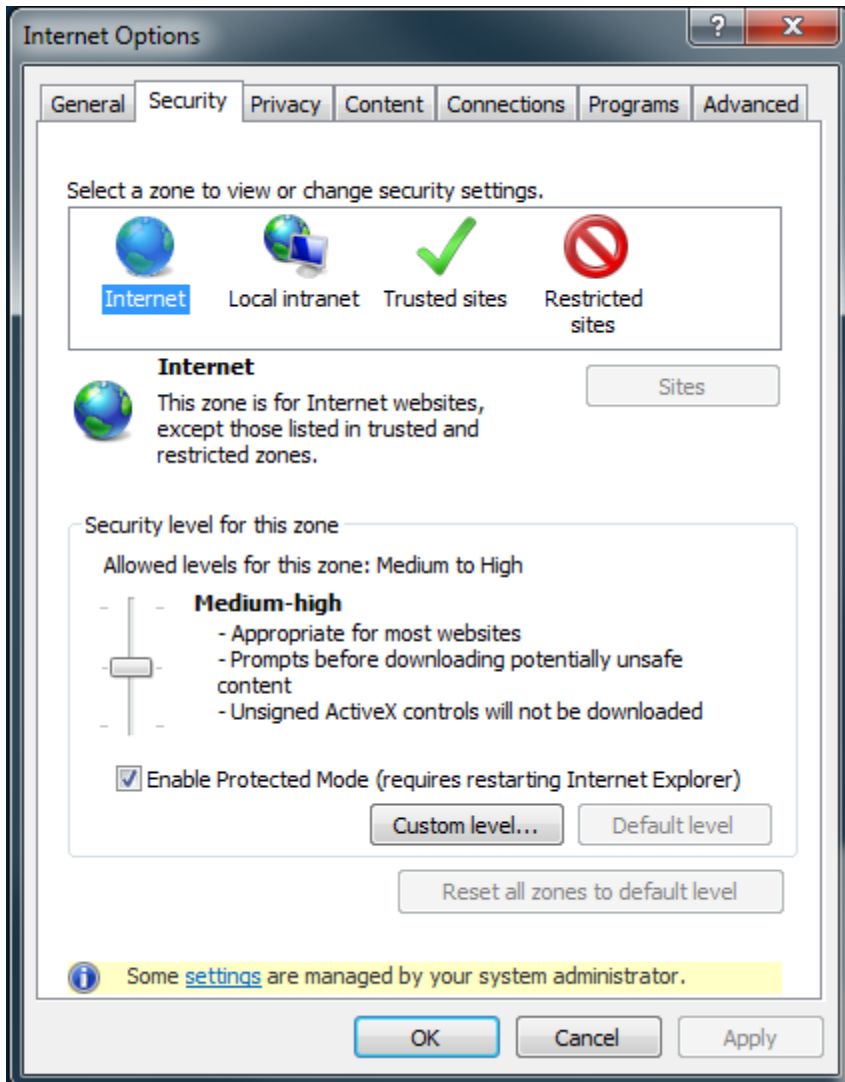 Internet Options
?
General Security Privacy Content Connections Programs Advanced
Select a zone to view or change security settings.
Internet Local intranet Trusted sites Restricted
sites
Internet
Sites
This zone is for Internet websites,
except those listed in trusted and
restricted zones.
Security level for this zone
Allowed levels for this zone: Medium to High
Medium-high
- Appropriate for most websites
- Prompts before downloading potentially unsafe
content
- Unsigned ActiveX controls will not be downloaded
Enable Protected Mode (requires restarting Internet Explorer)
Custom level... Default level
Reset all zones to default level
Some settings are managed by your system administrator.
OK Cancel Apply